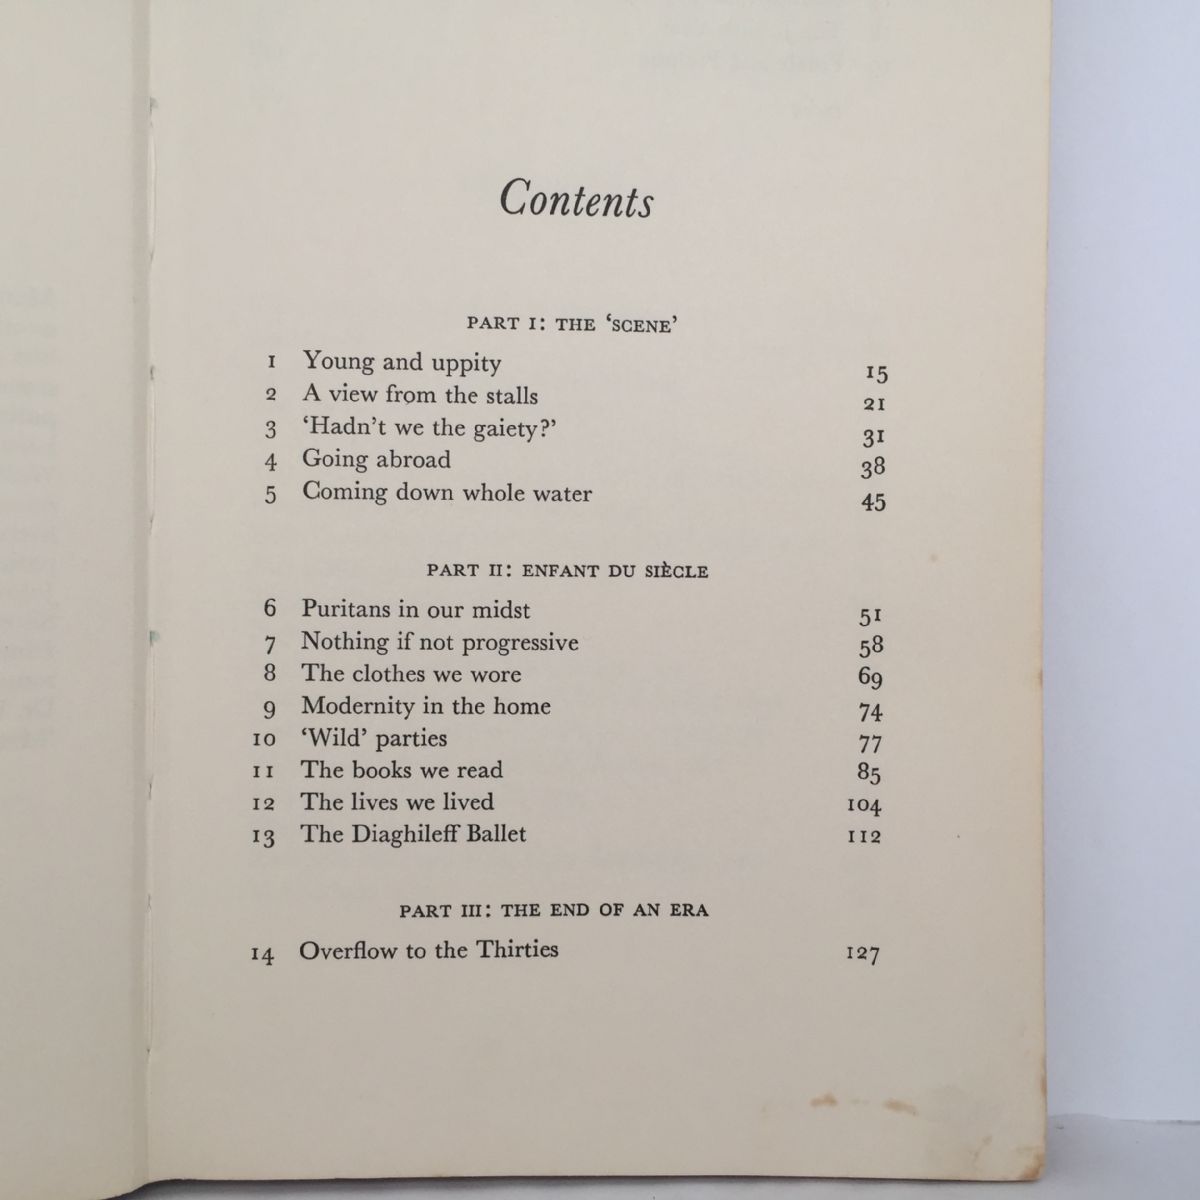 Contents
PART I: THE ‘SCENE’
1 Young and uppity 15
2 A view from the stalls 21
3 ‘Hadn’t we the gaiety?’ 31
4 Going abroad 38
5 Coming down whole water 45
PART II: ENFANT DU SIÈCLE
6 Puritans in our midst 51
7 Nothing if not progressive 58
8 The clothes we wore 69
9 Modernity in the home 74
10 ‘Wild’ parties 77
11 The books we read 85
12 The lives we lived 104
13 The Diaghileff Ballet 112
PART III: THE END OF AN ERA
14 Overflow to the Thirties 127